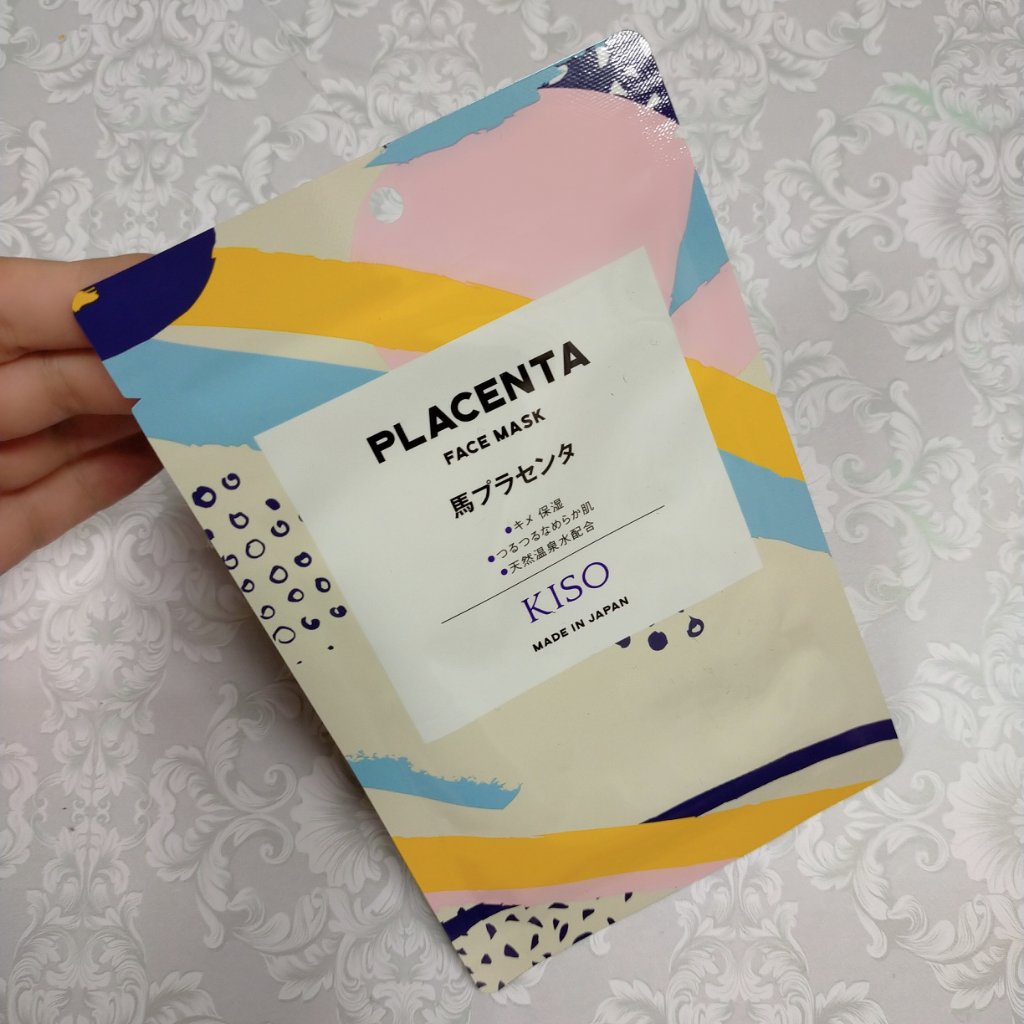 PLACENTA
FACE MASK
馬プラセンタ
●キメ 保湿
●つるつるなめらか肌
●天然温泉水配合
KISO
MADE IN JAPAN